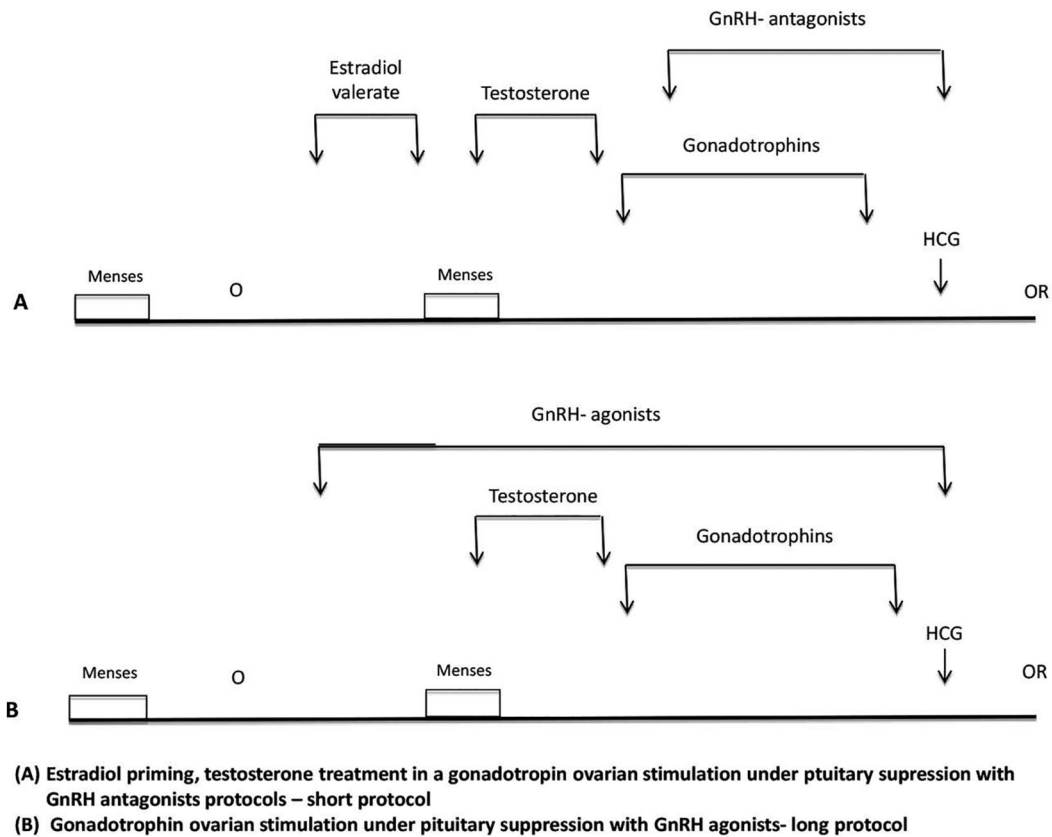 GnRH- antagonists
Estradiol
valerate
Testosterone
Gonadotrophins
HCG
Menses
O
Menses
OR
A
GnRH- agonists
Testosterone
Gonadotrophins
HCG
Menses
O
Menses
OR
B
(A) Estradiol priming, testosterone treatment in a gonadotropin ovarian stimulation under ptuitary supression with
GnRH antagonists protocols – short protocol
(B) Gonadotrophin ovarian stimulation under pituitary suppression with GnRH agonists- long protocol